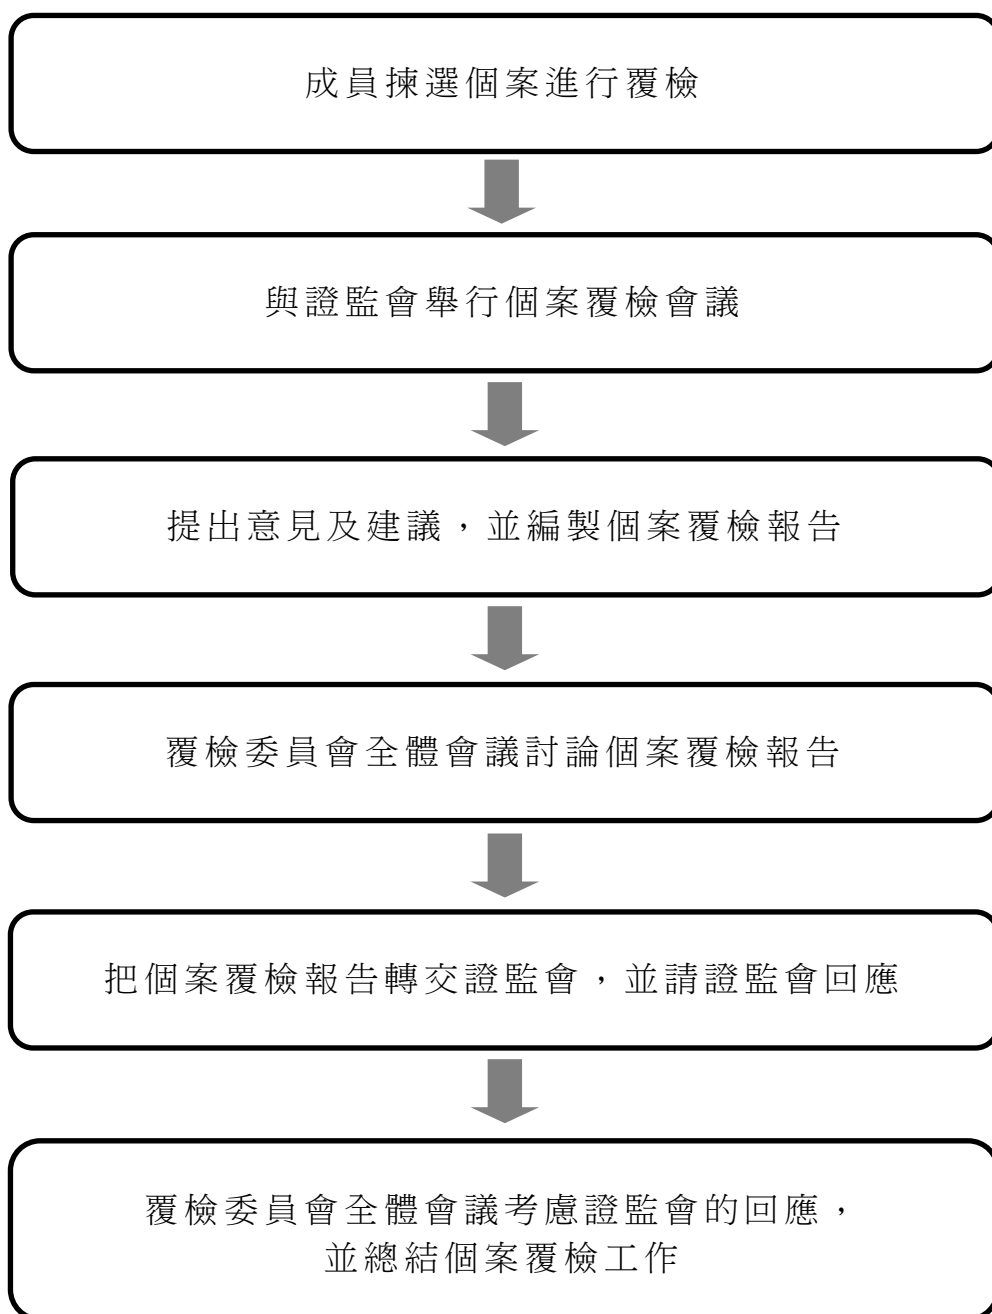 成員揀選個案進行覆檢
與證監會舉行個案覆檢會議
提出意見及建議，並編製個案覆檢報告
覆檢委員會全體會議討論個案覆檢報告
把個案覆檢報告轉交證監會，並請證監會回應
覆檢委員會全體會議考慮證監會的回應，
並總結個案覆檢工作